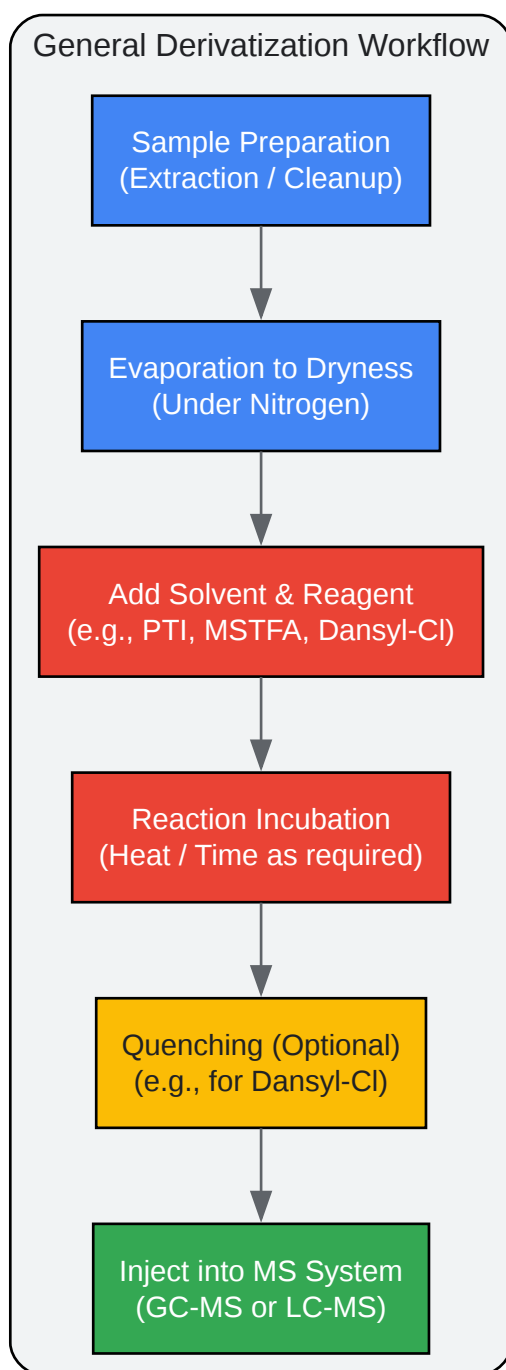 General Derivatization Workflow
Sample Preparation
(Extraction / Cleanup)
Evaporation to Dryness
(Under Nitrogen)
Add Solvent & Reagent
(e.g., PTI, MSTFA, Dansyl-Cl)
Reaction Incubation
(Heat / Time as required)
Quenching (Optional)
(e.g., for Dansyl-Cl)
Inject into MS System
(GC-MS or LC-MS)